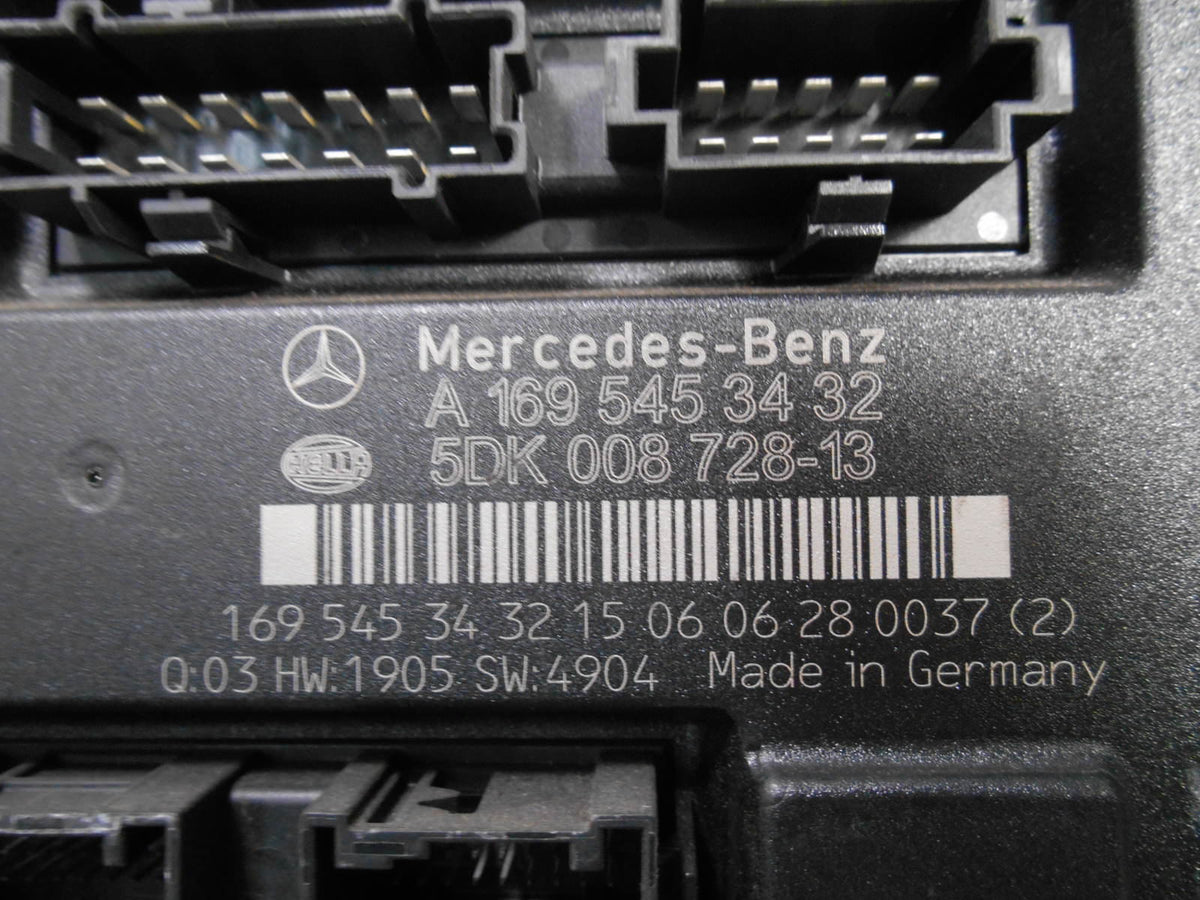 Mercedes-Benz
A 169 545 34 32
HELLA
5DK 008 728-13
169 545 34 32 15 06 06 28 0037 (2)
Q:03 HW:1905 SW:4904 Made in Germany